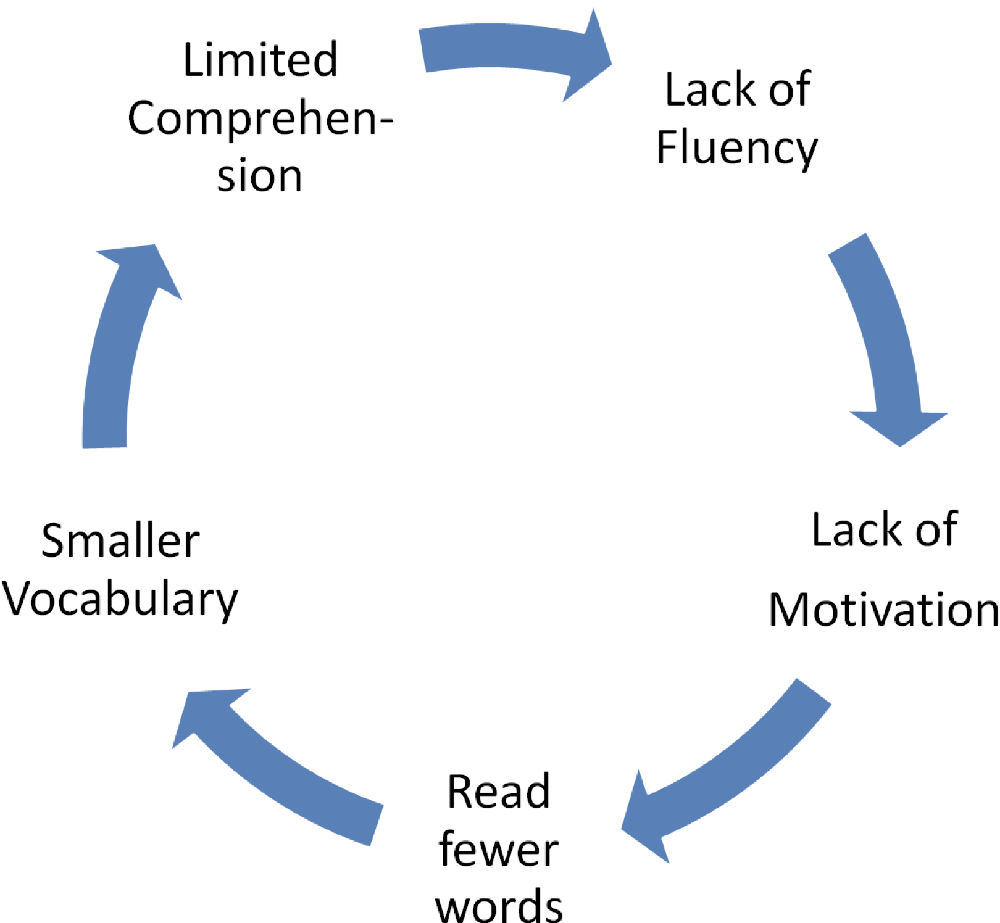 Limited
Comprehen-
sion
Lack of
Fluency
Lack of
Motivation
Read
fewer
words
Smaller
Vocabulary